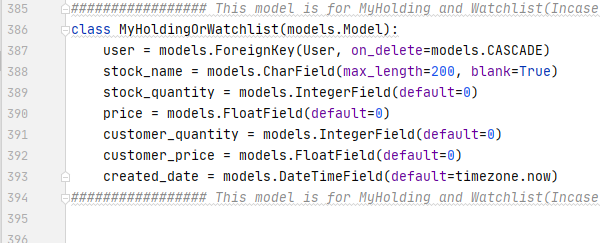 385 ################# This model is for MyHolding and Watchlist(Incase
386 class MyHoldingOrWatchlist(models.Model):
387 user = models.ForeignKey(User, on_delete=models.CASCADE)
388 stock_name = models.CharField(max_length=200, blank=True)
389 stock_quantity = models.IntegerField(default=0)
390 price = models.FloatField(default=0)
391 customer_quantity = models.IntegerField(default=0)
392 customer_price = models.FloatField(default=0)
393 created_date = models.DateTimeField(default=timezone.now)
394 ################# This model is for MyHolding and Watchlist(Incase
395
396